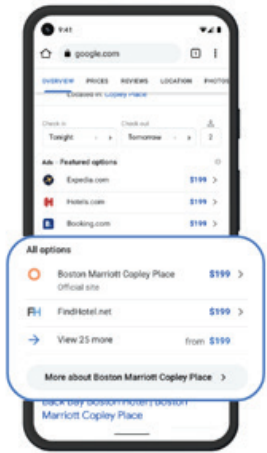 9:41
google.com
OVERVIEW PRICES REVIEWS LOCATION PHOTOS
Located in: Copley Place
Check in Check out
Tonight Tomorrow 2
Ads · Featured options
Expedia.com $199
Hotels.com $199
Booking.com $199
All options
Boston Marriott Copley Place $199
Official site
FH FindHotel.net $199
View 25 more from $199
More about Boston Marriott Copley Place
Back Bay Boston Hotel | Boston
Marriott Copley Place